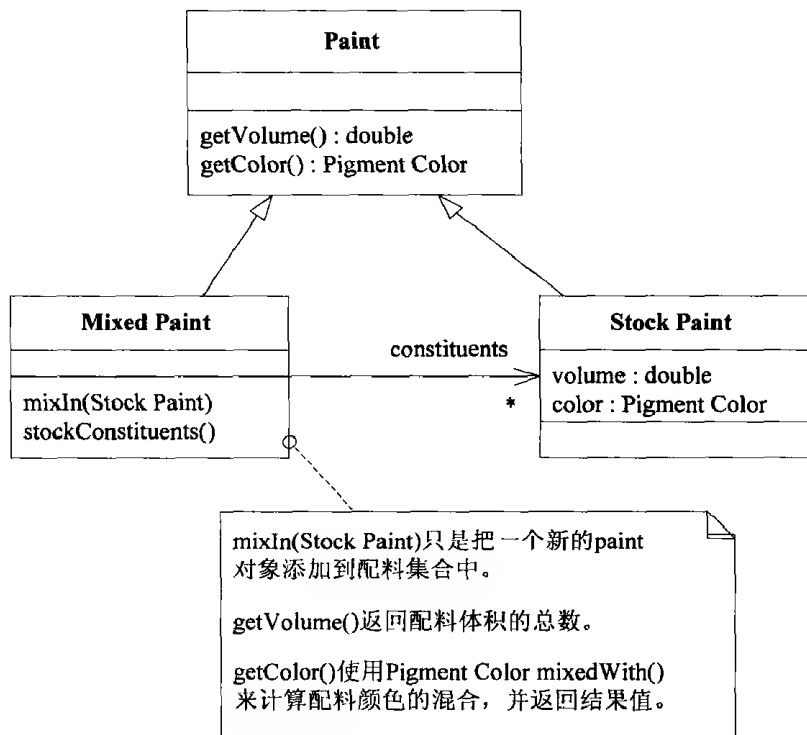 Paint
getVolume() : double
getColor() : Pigment Color
Mixed Paint
mixIn(Stock Paint)
stockConstituents()
constituents
*
Stock Paint
volume : double
color : Pigment Color
mixIn(Stock Paint)只是把一个新的paint
对象添加到配料集合中。
getVolume()返回配料体积的总数。
getColor()使用Pigment Color mixedWith()
来计算配料颜色的混合，并返回结果值。